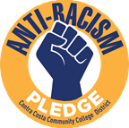 ANTI-RACISM
PLEDGE
Contra Costa Community College District